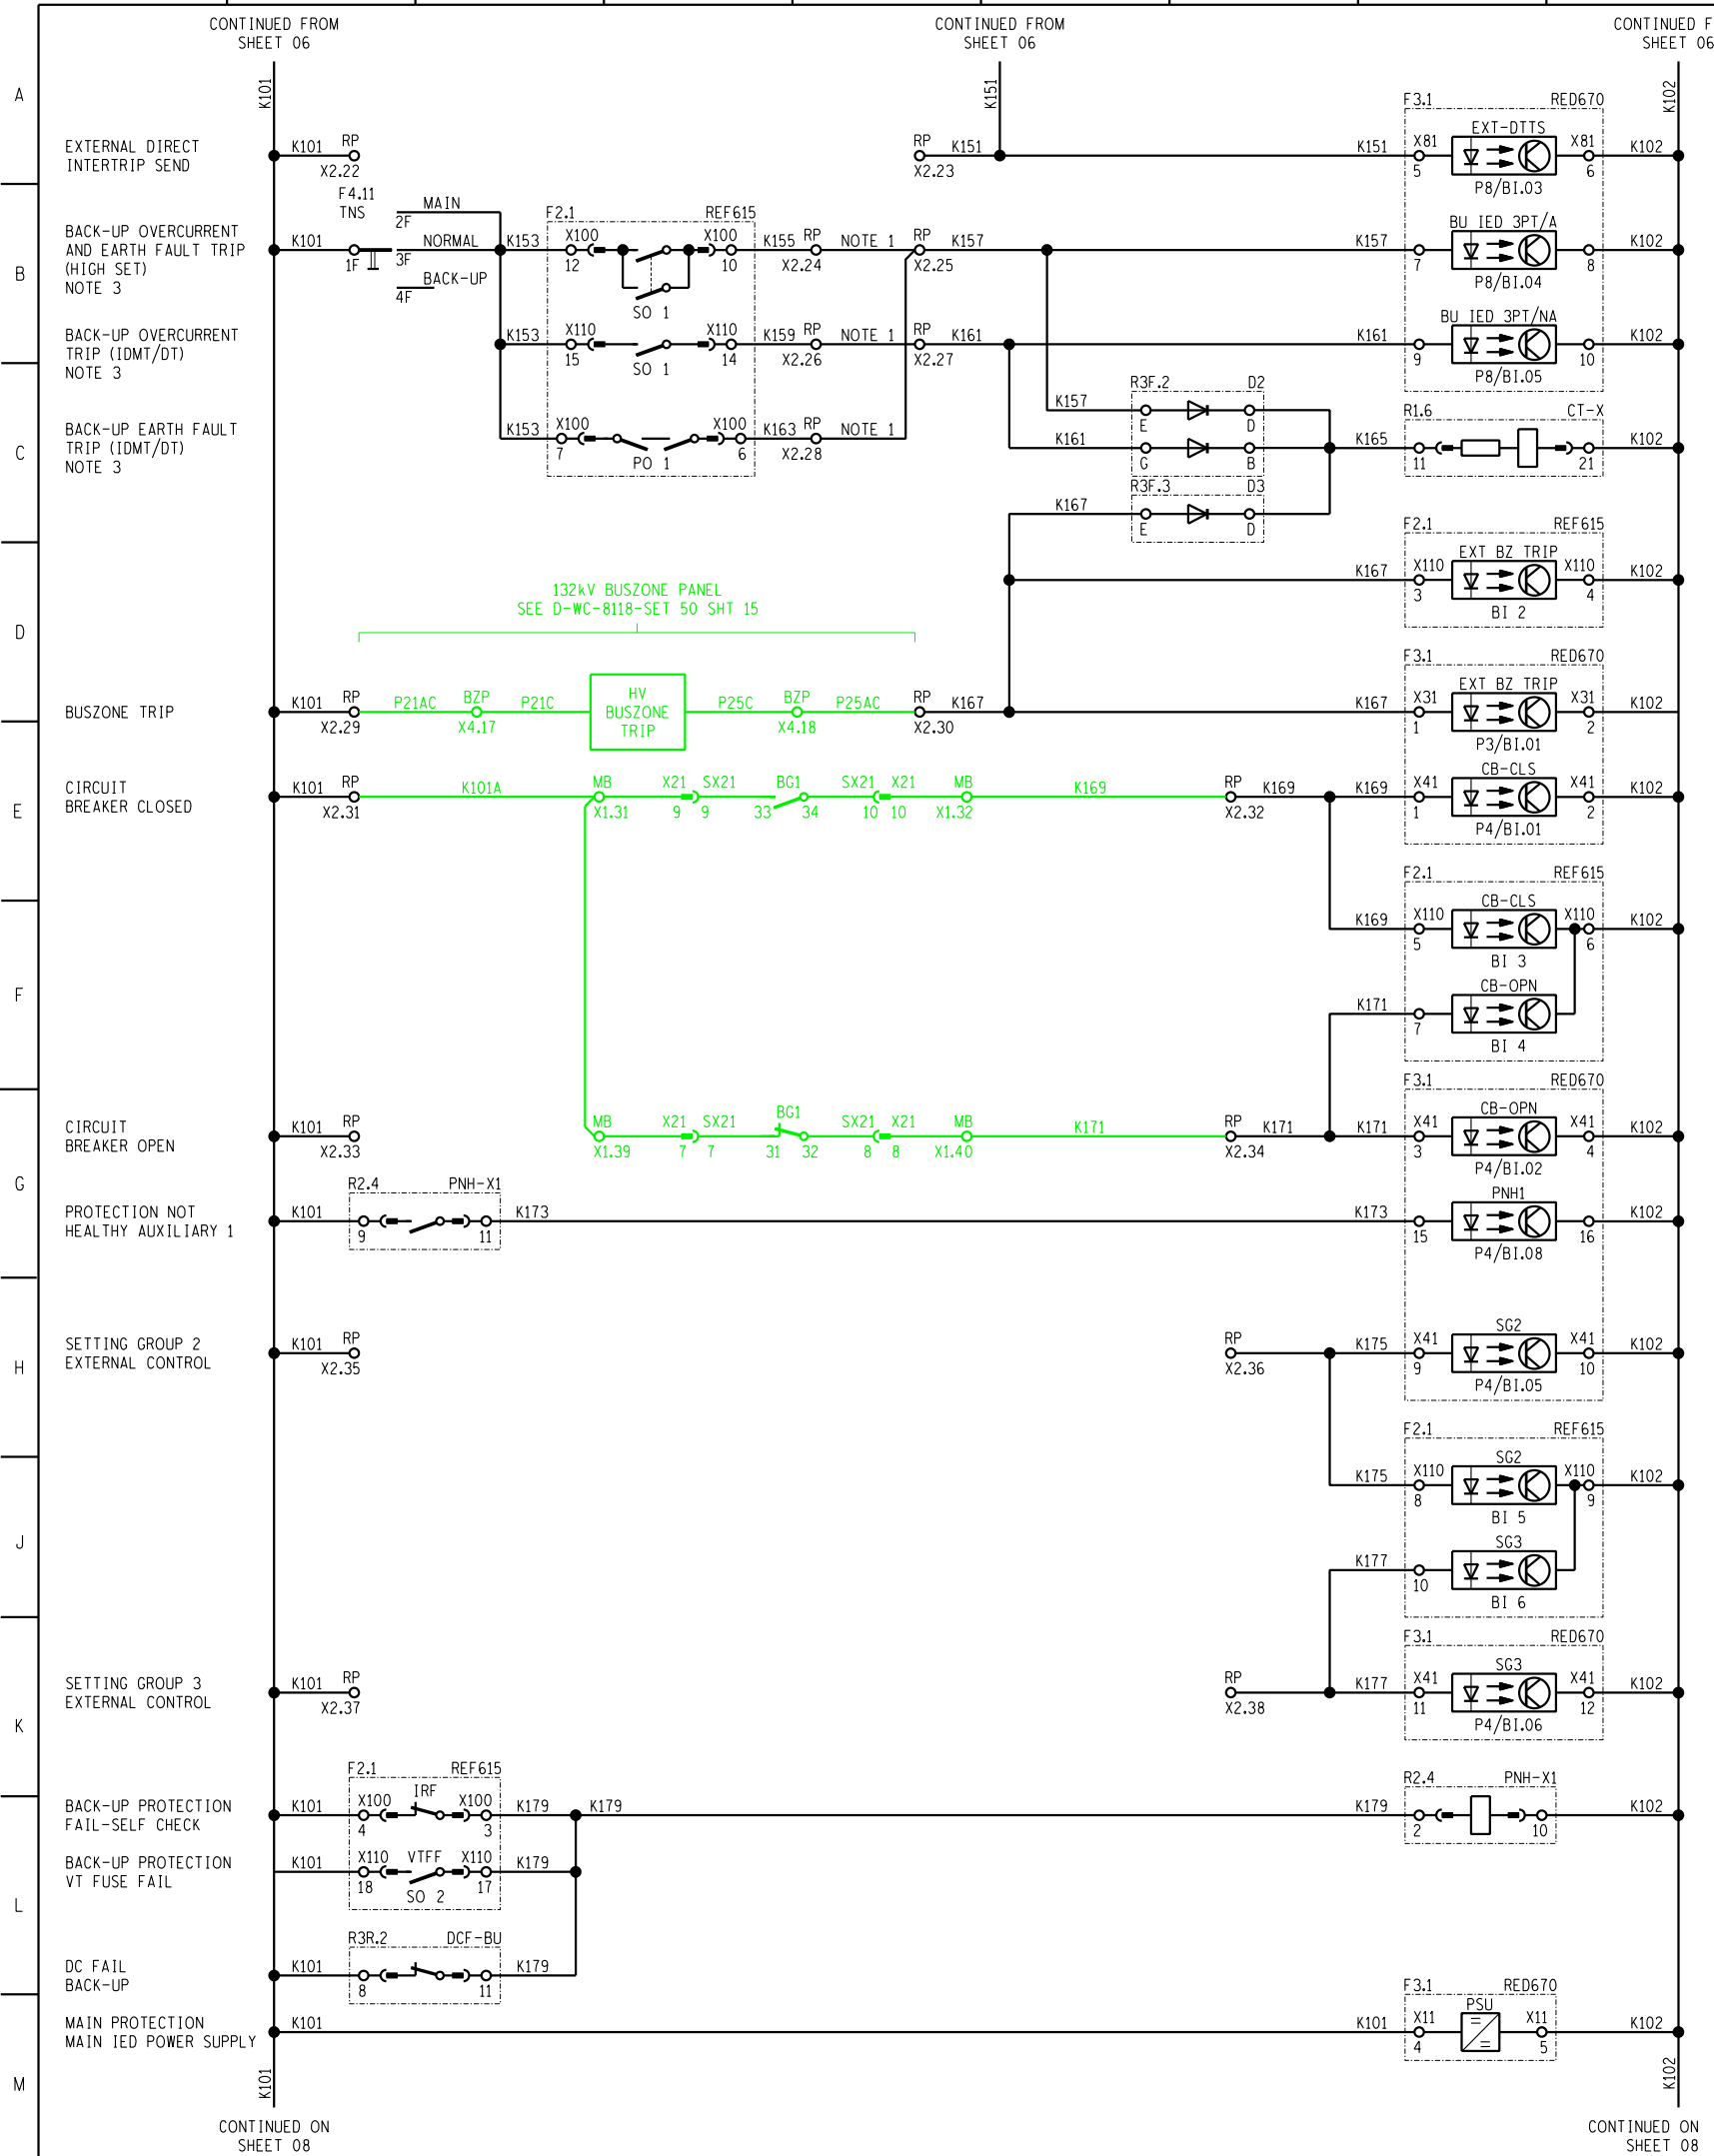 CONTINUED FROM
SHEET 06
CONTINUED FROM
SHEET 06
CONTINUED F
SHEET 06
K101
K151
K102
A
EXTERNAL DIRECT
INTERTRIP SEND
K101 RP
X2.22
RP K151
X2.23
F3.1 RED670
EXT-DTTS
K151 X81 X81 K102
5 6
P8/BI.03
F4.11
TNS
MAIN
2F
BACK-UP OVERCURRENT
AND EARTH FAULT TRIP
(HIGH SET)
NOTE 3
B
K101
1F
NORMAL
3F
BACK-UP
4F
F2.1 REF615
K153 X100 X100 K155 RP NOTE 1 RP K157
12 10 X2.24 X2.25
SO 1
BU IED 3PT/A
K157 K102
7 8
P8/BI.04
BACK-UP OVERCURRENT
TRIP (IDMT/DT)
NOTE 3
K153 X110 X110 K159 RP NOTE 1 RP K161
15 14 X2.26 X2.27
SO 1
BU IED 3PT/NA
K161 K102
9 10
P8/BI.05
C
BACK-UP EARTH FAULT
TRIP (IDMT/DT)
NOTE 3
K153 X100 X100 K163 RP NOTE 1
7 6 X2.28
PO 1
R3F.2 D2
K157
E D
K161
G B
K165
R1.6 CT-X
K102
11 21
R3F.3 D3
K167
E D
F2.1 REF615
EXT BZ TRIP
K167 X110 X110 K102
3 4
BI 2
D
132kV BUSZONE PANEL
SEE D-WC-8118-SET 50 SHT 15
BUSZONE TRIP
K101 RP P21AC BZP P21C
X2.29 X4.17
HV
BUSZONE
TRIP
P25C BZP P25AC RP K167
X4.18 X2.30
F3.1 RED670
EXT BZ TRIP
K167 X31 X31 K102
1 2
P3/BI.01
E
CIRCUIT
BREAKER CLOSED
K101 RP K101A MB X21 SX21 BG1 SX21 X21 MB K169 RP K169
X2.31 X1.31 9 9 33 34 10 10 X1.32 X2.32
CB-CLS
K169 X41 X41 K102
1 2
P4/BI.01
F2.1 REF615
CB-CLS
K169 X110 X110 K102
5 6
BI 3
F
CB-OPN
K171
7
BI 4
CIRCUIT
BREAKER OPEN
K101 RP
X2.33
MB X21 SX21 BG1 SX21 X21 MB K171 RP K171
X1.39 7 7 31 32 8 8 X1.40 X2.34
F3.1 RED670
CB-OPN
K171 X41 X41 K102
3 4
P4/BI.02
G
PROTECTION NOT
HEALTHY AUXILIARY 1
R2.4 PNH-X1
K101 K173
9 11
PNH1
K173 K102
15 16
P4/BI.08
H
SETTING GROUP 2
EXTERNAL CONTROL
K101 RP
X2.35
RP
X2.36
SG2
K175 X41 X41 K102
9 10
P4/BI.05
F2.1 REF615
SG2
K175 X110 X110 K102
8 9
BI 5
J
SG3
K177
10
BI 6
SETTING GROUP 3
EXTERNAL CONTROL
K101 RP
X2.37
RP
X2.38
F3.1 RED670
SG3
K177 X41 X41 K102
11 12
P4/BI.06
K
BACK-UP PROTECTION
FAIL-SELF CHECK
F2.1 REF615
IRF
K101 X100 X100 K179 K179
4 3
R2.4 PNH-X1
K179 K102
2 10
BACK-UP PROTECTION
VT FUSE FAIL
K101 X110 VTFF X110 K179
18 17
SO 2
L
DC FAIL
BACK-UP
R3R.2 DCF-BU
K101 K179
8 11
MAIN PROTECTION
MAIN IED POWER SUPPLY
K101
F3.1 RED670
PSU
K101 X11 X11 K102
4 5
M
K101
K102
CONTINUED ON
SHEET 08
CONTINUED ON
SHEET 08